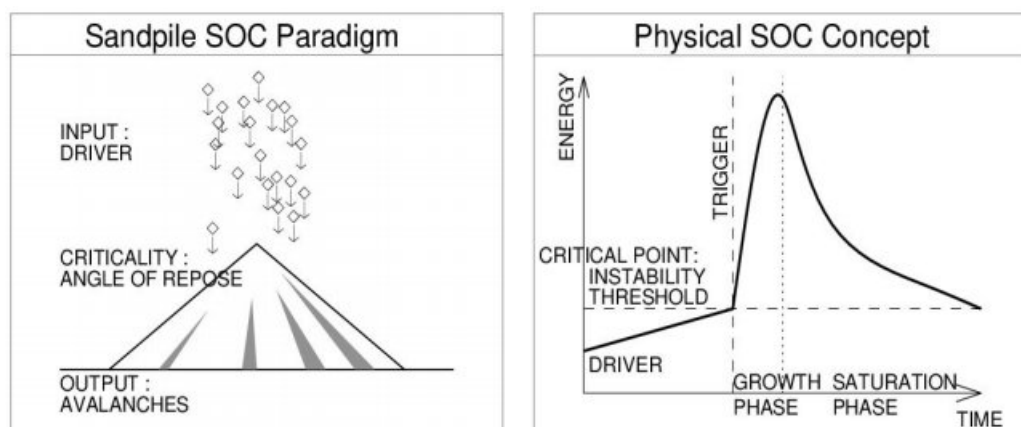 Sandpile SOC Paradigm
INPUT :
DRIVER
CRITICALITY :
ANGLE OF REPOSE
OUTPUT :
AVALANCHES
Physical SOC Concept
ENERGY
TRIGGER
CRITICAL POINT:
INSTABILITY
THRESHOLD
DRIVER
GROWTH
PHASE
SATURATION
PHASE
TIME